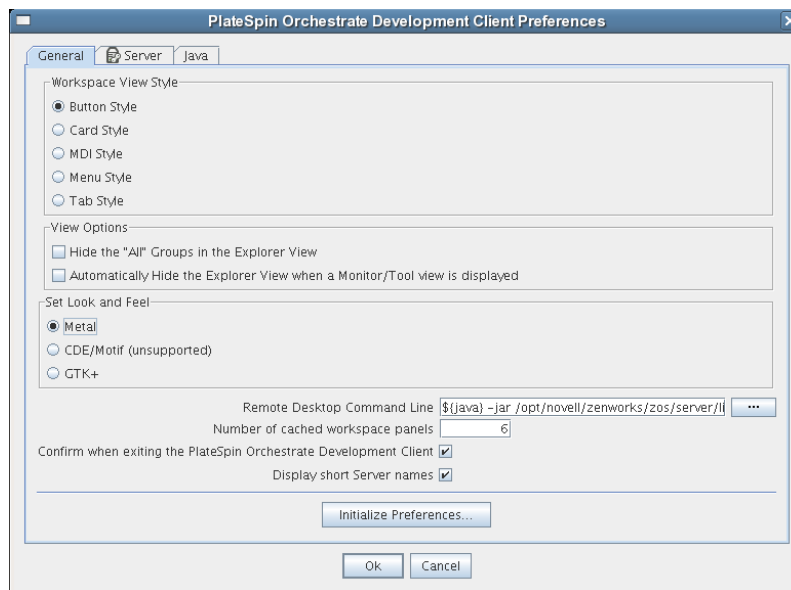 PlateSpin Orchestrate Development Client Preferences
General Server Java
Workspace View Style
Button Style
Card Style
MDI Style
Menu Style
Tab Style
View Options
Hide the "All" Groups in the Explorer View
Automatically Hide the Explorer View when a Monitor/Tool view is displayed
Set Look and Feel
Metal
CDE/Motif (unsupported)
GTK+
Remote Desktop Command Line ${java} -jar /opt/novell/zenworks/zos/server/li ...
Number of cached workspace panels 6
Confirm when exiting the PlateSpin Orchestrate Development Client
Display short Server names
Initialize Preferences...
Ok Cancel